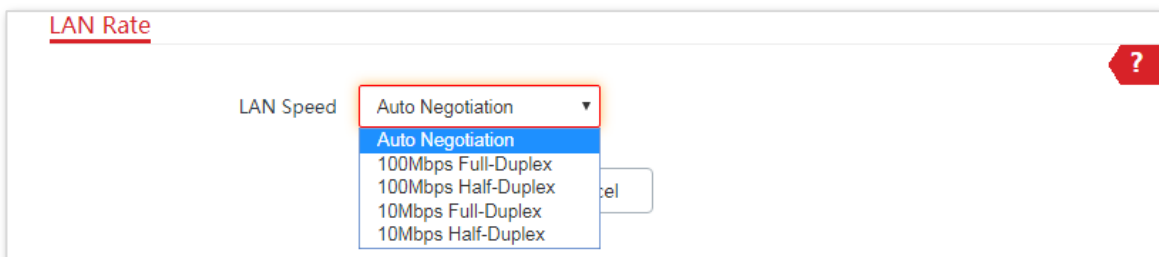 LAN Rate
?
LAN Speed Auto Negotiation
Auto Negotiation
100Mbps Full-Duplex
100Mbps Half-Duplex
10Mbps Full-Duplex
10Mbps Half-Duplex